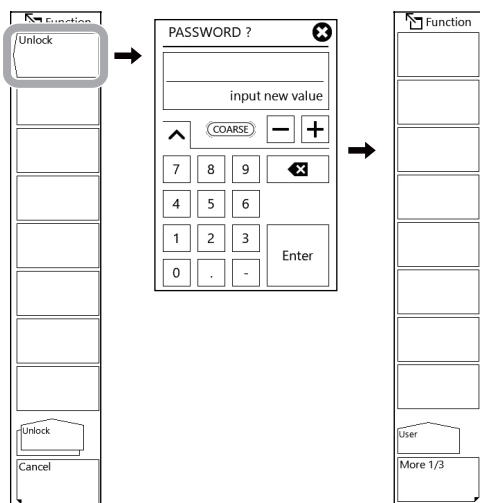 Function
Unlock
Unlock
Cancel
PASSWORD ?
input new value
COARSE
7 8 9
4 5 6
1 2 3
Enter
0 . -
Function
User
More 1/3